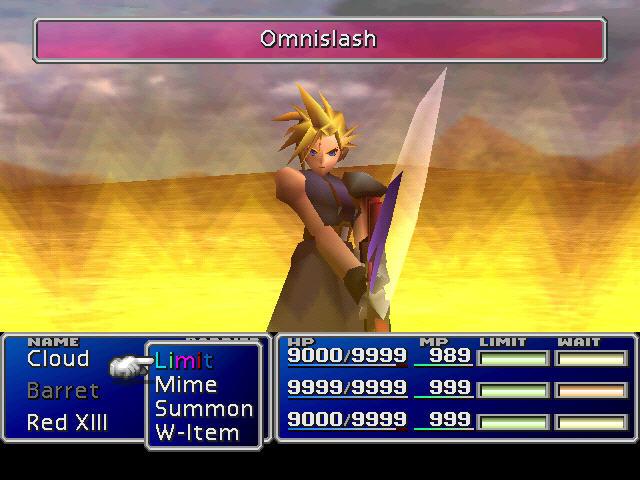 Omnislash
NAME BARRIER HP MP LIMIT WAIT
Cloud Limit 9000/9999 989
Barret Mime 9999/9999 999
Summon
Red XIII W-Item 9000/9999 999